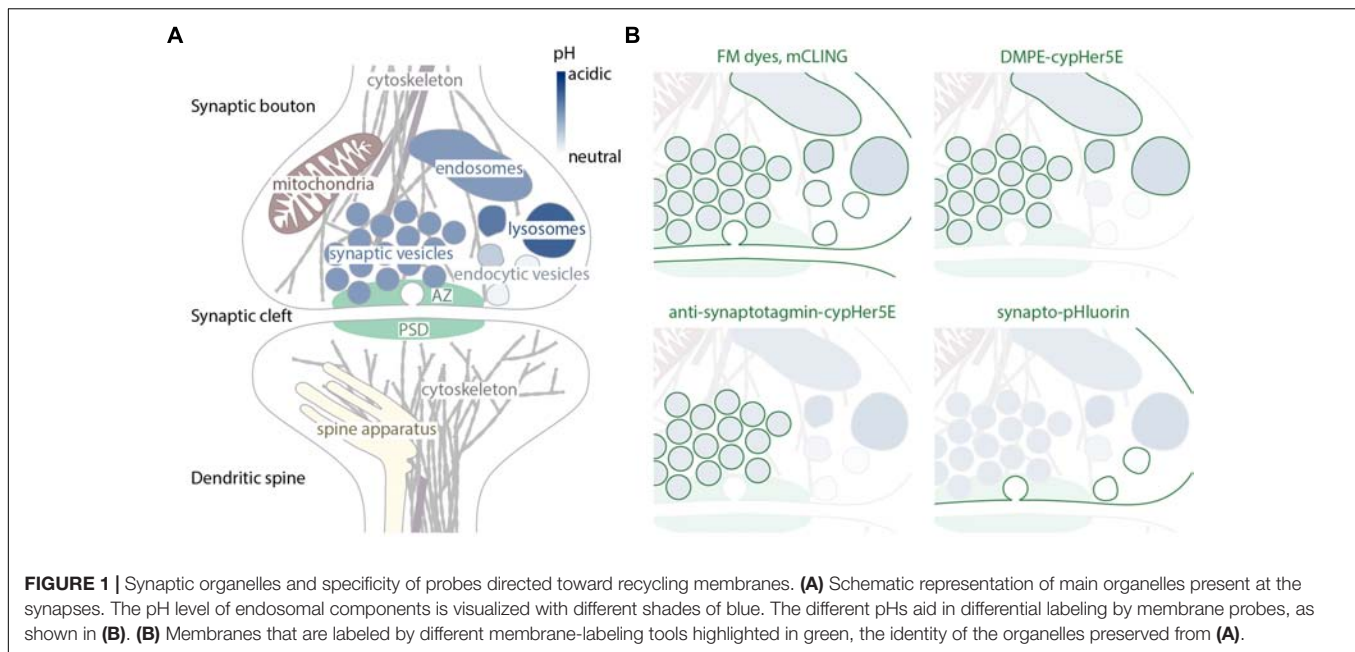 A
Synaptic bouton
cytoskeleton
pH
acidic
neutral
mitochondria
endosomes
lysosomes
synaptic vesicles
endocytic vesicles
AZ
Synaptic cleft
PSD
cytoskeleton
spine apparatus
Dendritic spine
B
FM dyes, mCLING
DMPE-cypHer5E
anti-synaptotagmin-cypHer5E
synapto-pHluorin
FIGURE 1 | Synaptic organelles and specificity of probes directed toward recycling membranes. (A) Schematic representation of main organelles present at the
synapses. The pH level of endosomal components is visualized with different shades of blue. The different pHs aid in differential labeling by membrane probes, as
shown in (B). (B) Membranes that are labeled by different membrane-labeling tools highlighted in green, the identity of the organelles preserved from (A).